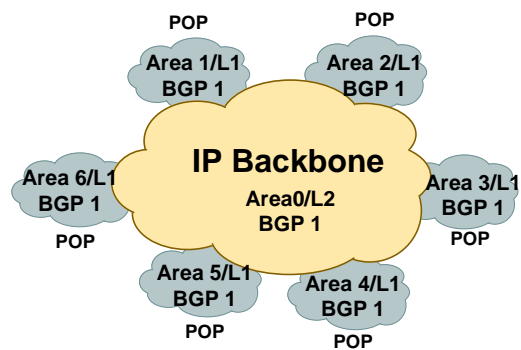 POP
POP
Area 1/L1
BGP 1
Area 2/L1
BGP 1
IP Backbone
Area0/L2
BGP 1
Area 6/L1
BGP 1
POP
Area 3/L1
BGP 1
POP
Area 5/L1
BGP 1
POP
Area 4/L1
BGP 1
POP